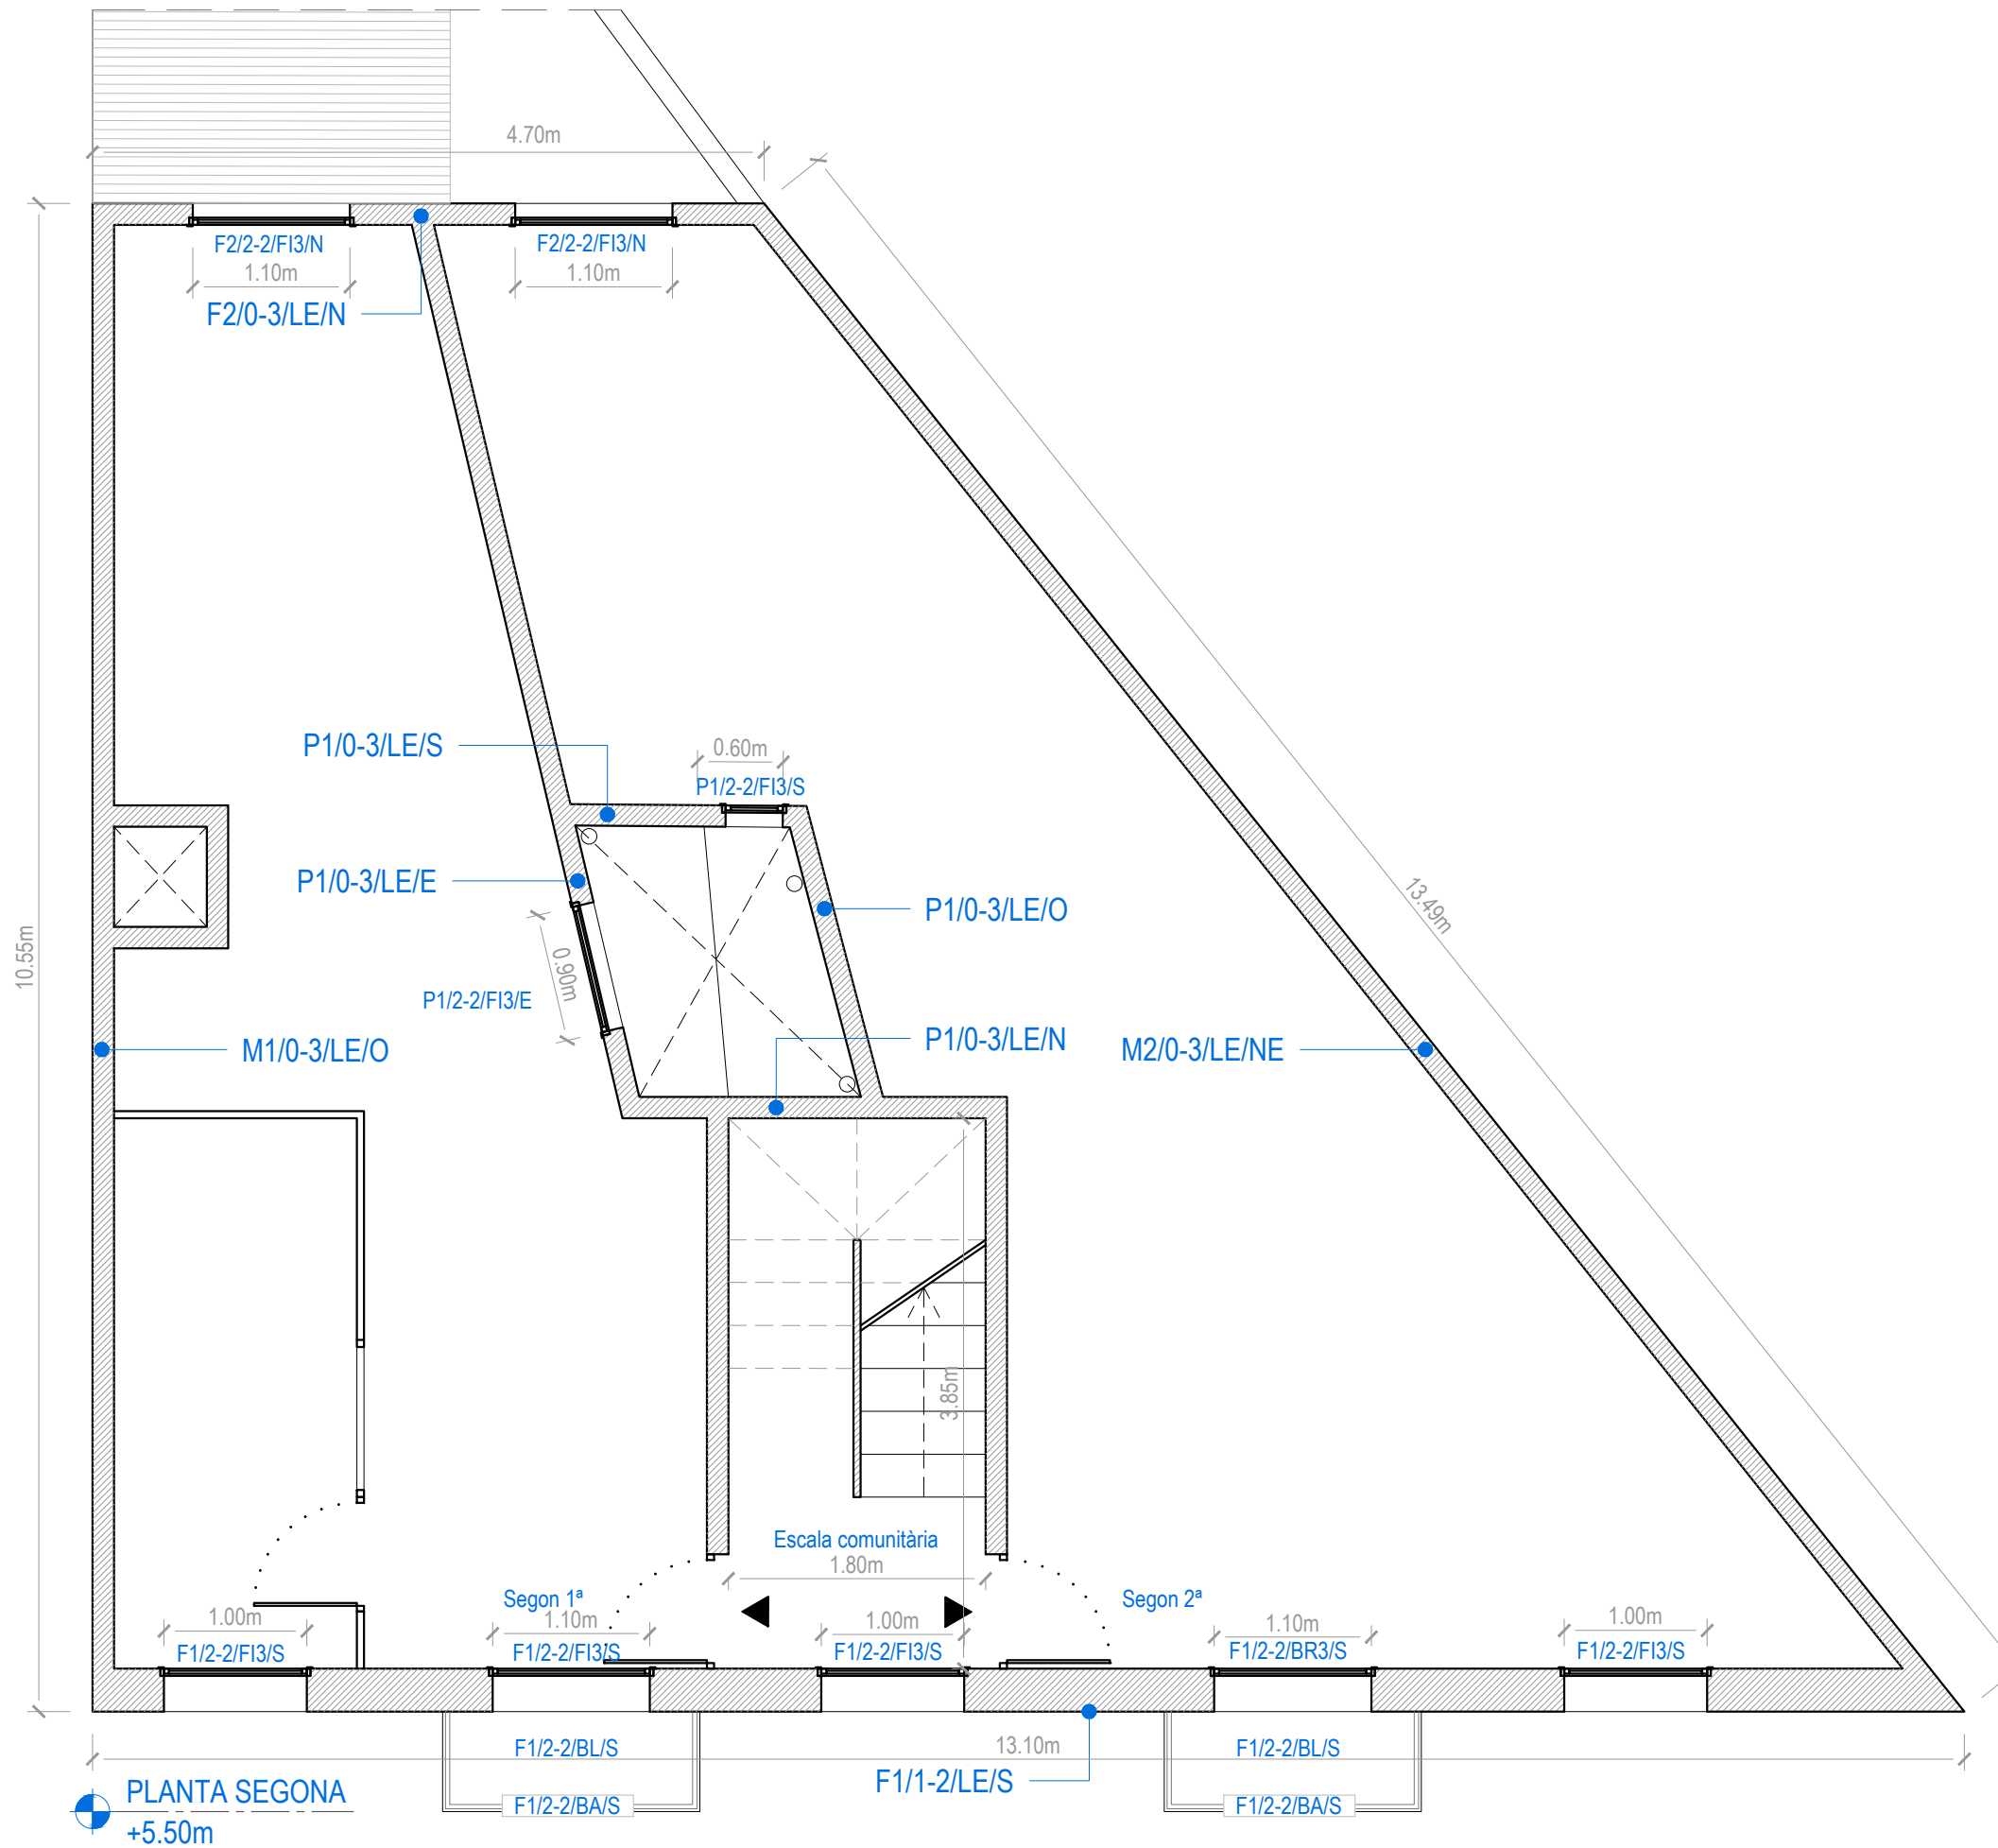 4.70m
F2/2-2/FI3/N
1.10m
F2/2-2/FI3/N
1.10m
F2/0-3/LE/N
P1/0-3/LE/S
0.60m
P1/2-2/FI3/S
P1/0-3/LE/E
P1/0-3/LE/O
13.49m
10.55m
0.90m
P1/2-2/FI3/E
P1/0-3/LE/N
M1/0-3/LE/O
M2/0-3/LE/NE
3.85m
Escala comunitària
1.80m
Segon 1ª
Segon 2ª
1.00m
1.10m
1.00m
1.10m
1.00m
F1/2-2/FI3/S
F1/2-2/FI3/S
F1/2-2/FI3/S
F1/2-2/BR3/S
F1/2-2/FI3/S
F1/2-2/BL/S
13.10m
F1/2-2/BL/S
F1/1-2/LE/S
F1/2-2/BA/S
F1/2-2/BA/S
PLANTA SEGONA
+5.50m